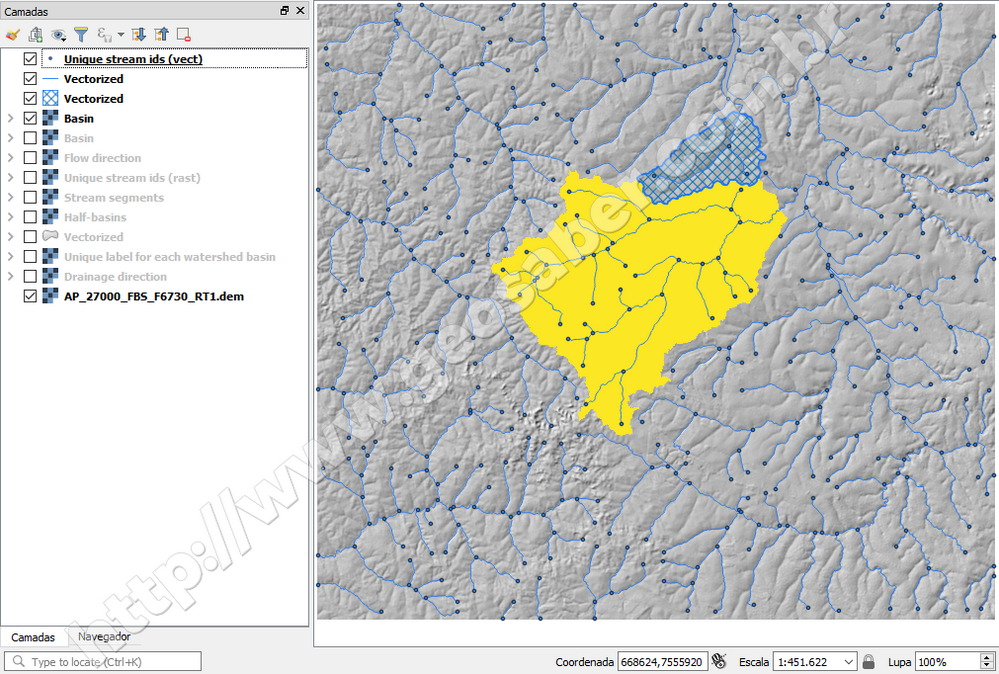 Camadas
Unique stream ids (vect)
Vectorized
Vectorized
Basin
Basin
Flow direction
Unique stream ids (rast)
Stream segments
Half-basins
Vectorized
Unique label for each watershed basin
Drainage direction
AP_27000_FBS_F6730_RT1.dem
http://www.geosaber
Camadas
Navegador
Type to locate (Ctrl+K)
Coordenada
668624,7555920
Escala
1:451.622
Lupa
100%